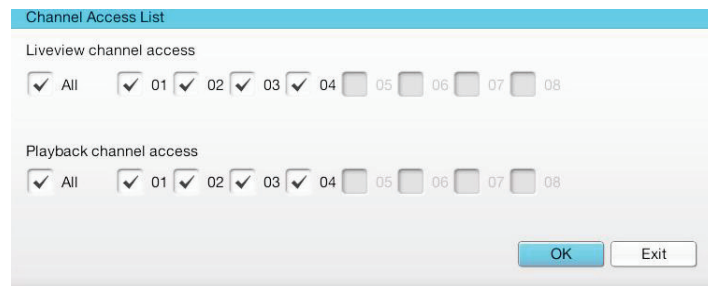 Channel Access List
Liveview channel access
All 01 02 03 04 05 06 07 08
Playback channel access
All 01 02 03 04 05 06 07 08
OK Exit